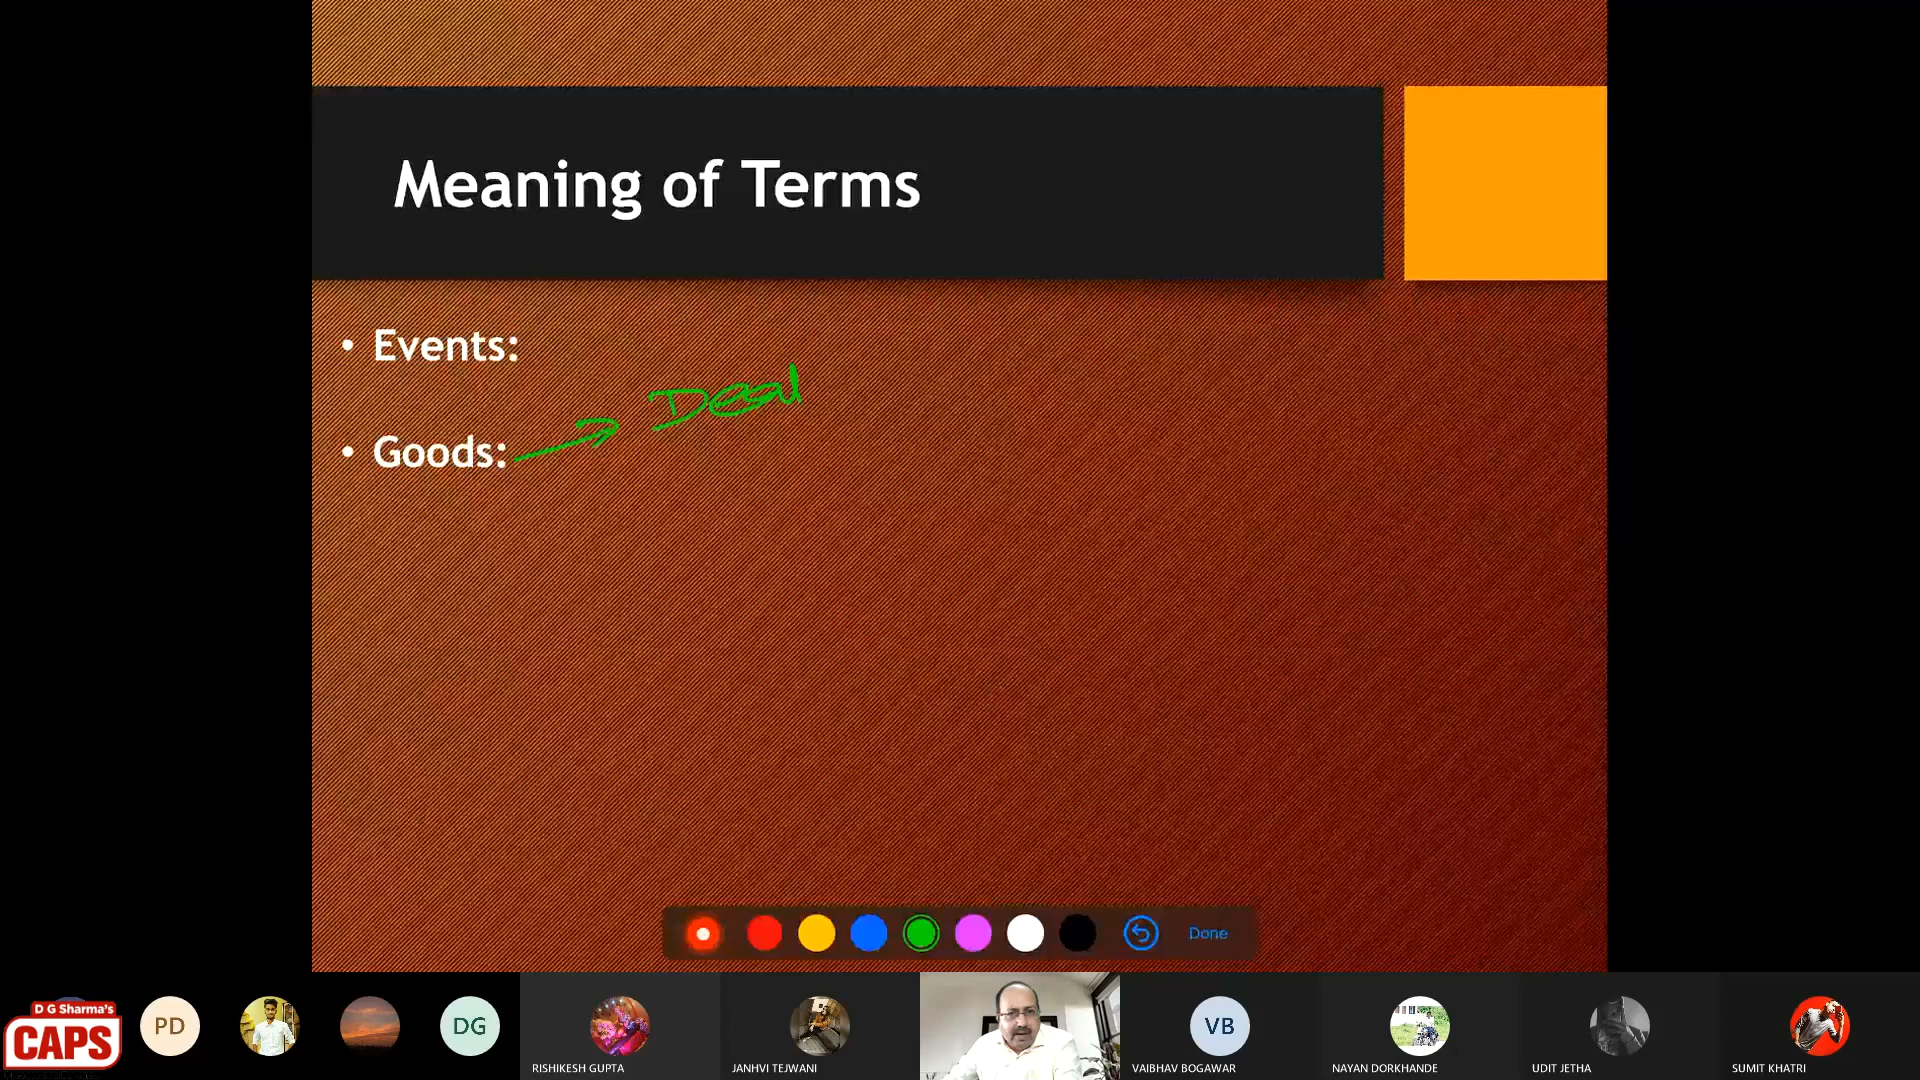 Meaning of Terms
• Events:
Deal
• Goods:
Done
D G Sharma's
CAPS
PD
DG
VB
RISHIKESH GUPTA
JANHVI TEJWANI
VAIBHAV BOGAWAR
NAYAN DORKHANDE
UDIT JETHA
SUMIT KHATRI